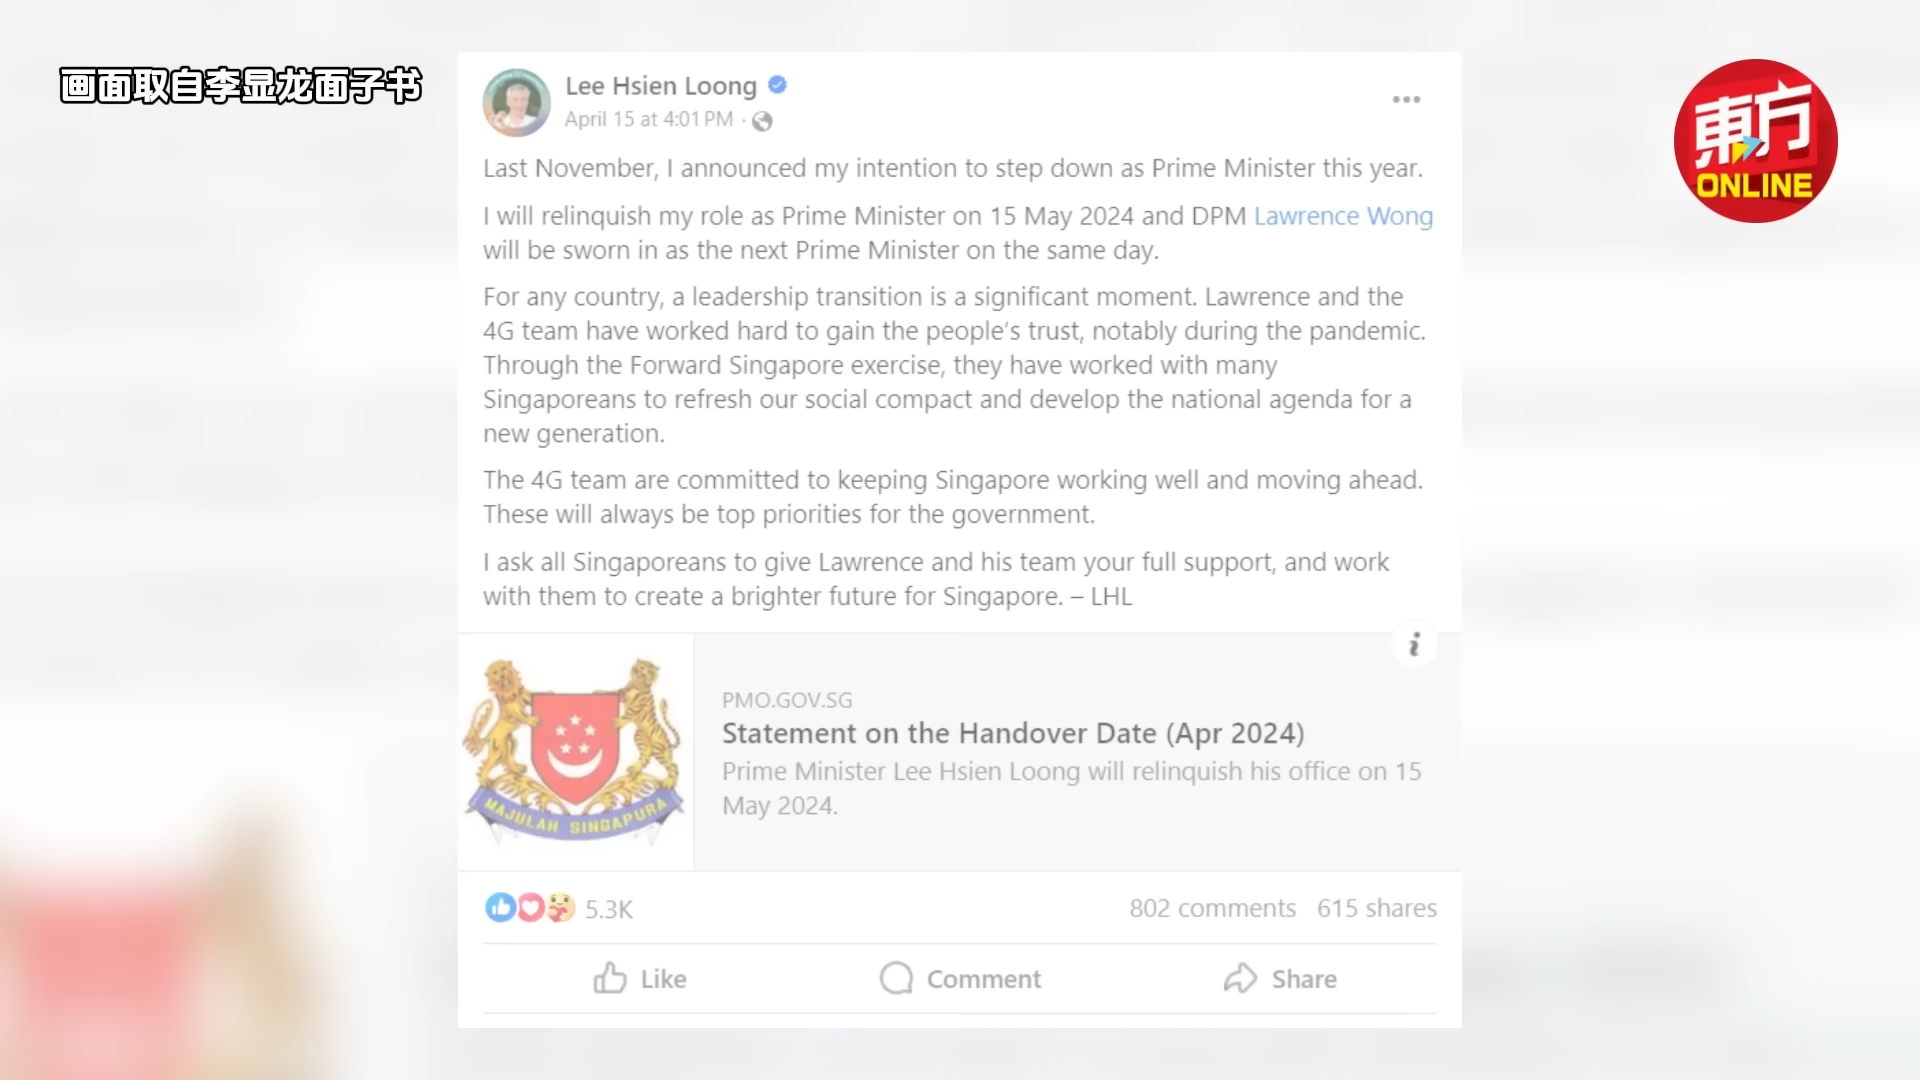 画面取自李显龙面子书
Lee Hsien Loong
April 15 at 4:01 PM ·
Last November, I announced my intention to step down as Prime Minister this year.
I will relinquish my role as Prime Minister on 15 May 2024 and DPM Lawrence Wong
will be sworn in as the next Prime Minister on the same day.
For any country, a leadership transition is a significant moment. Lawrence and the
4G team have worked hard to gain the people's trust, notably during the pandemic.
Through the Forward Singapore exercise, they have worked with many
Singaporeans to refresh our social compact and develop the national agenda for a
new generation.
The 4G team are committed to keeping Singapore working well and moving ahead.
These will always be top priorities for the government.
I ask all Singaporeans to give Lawrence and his team your full support, and work
with them to create a brighter future for Singapore. – LHL
MAJULAH SINGAPURA
PMO.GOV.SG
Statement on the Handover Date (Apr 2024)
Prime Minister Lee Hsien Loong will relinquish his office on 15
May 2024.
5.3K
802 comments 615 shares
Like Comment Share
東方
ONLINE